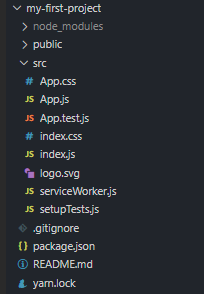 my-first-project
node_modules
public
src
App.css
JS App.js
JS App.test.js
index.css
JS index.js
logo.svg
JS serviceWorker.js
JS setupTests.js
.gitignore
package.json
README.md
yarn.lock